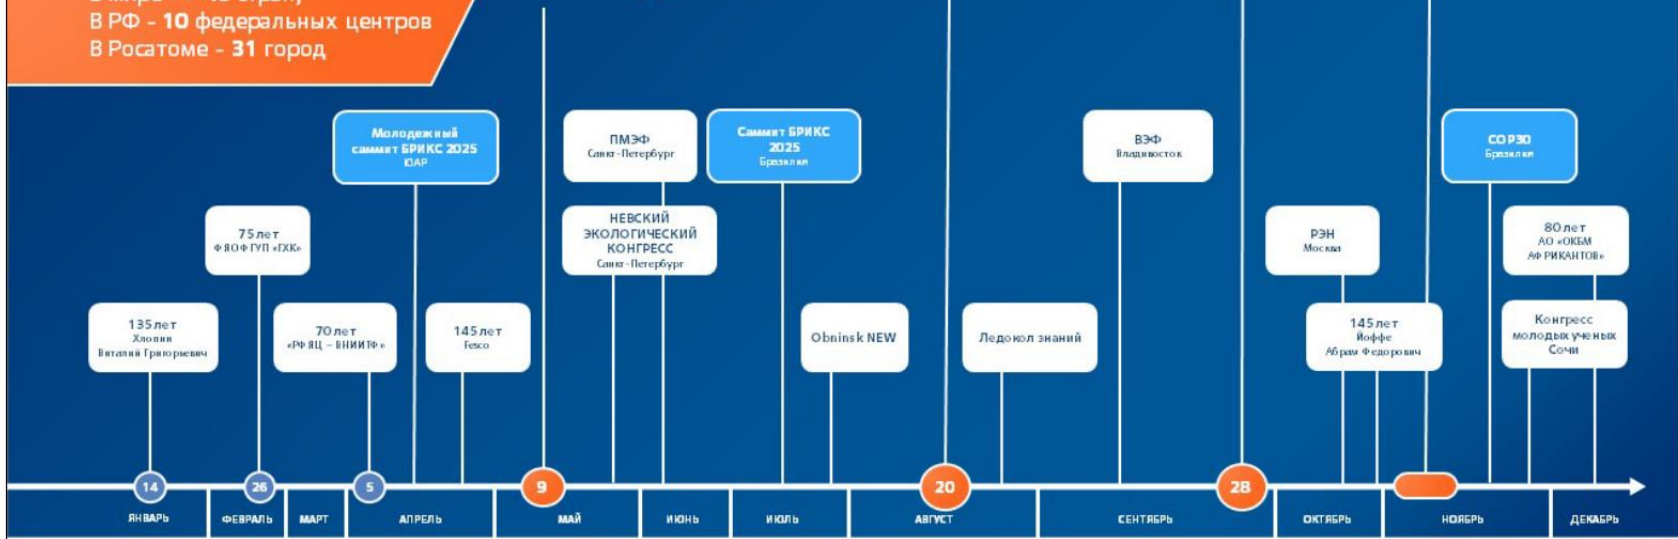 В РФ - 10 федеральных центров
В Росатоме - 31 город
Молодежный
саммит БРИКС 2025
ЮАР
ПМЭФ
Санкт-Петербург
Саммит БРИКС
2025
Бразилия
ВЭФ
Владивосток
COP30
Бразилия
75 лет
ФЯО ФГУП «ГХК»
НЕВСКИЙ
ЭКОЛОГИЧЕСКИЙ
КОНГРЕСС
Санкт-Петербург
РЭН
Москва
80 лет
АО «ОКБМ
АФРИКАНТОВ»
135 лет
Хлопин
Виталий Григорьевич
70 лет
«РФЯЦ – ВНИИТФ»
145 лет
Fesco
Obninsk NEW
Ледокол знаний
145 лет
Йоффе
Абрам Федорович
Конгресс
молодых ученых
Сочи
14
26
5
9
20
28
ЯНВАРЬ
ФЕВРАЛЬ
МАРТ
АПРЕЛЬ
МАЙ
ИЮНЬ
ИЮЛЬ
АВГУСТ
СЕНТЯБРЬ
ОКТЯБРЬ
НОЯБРЬ
ДЕКАБРЬ